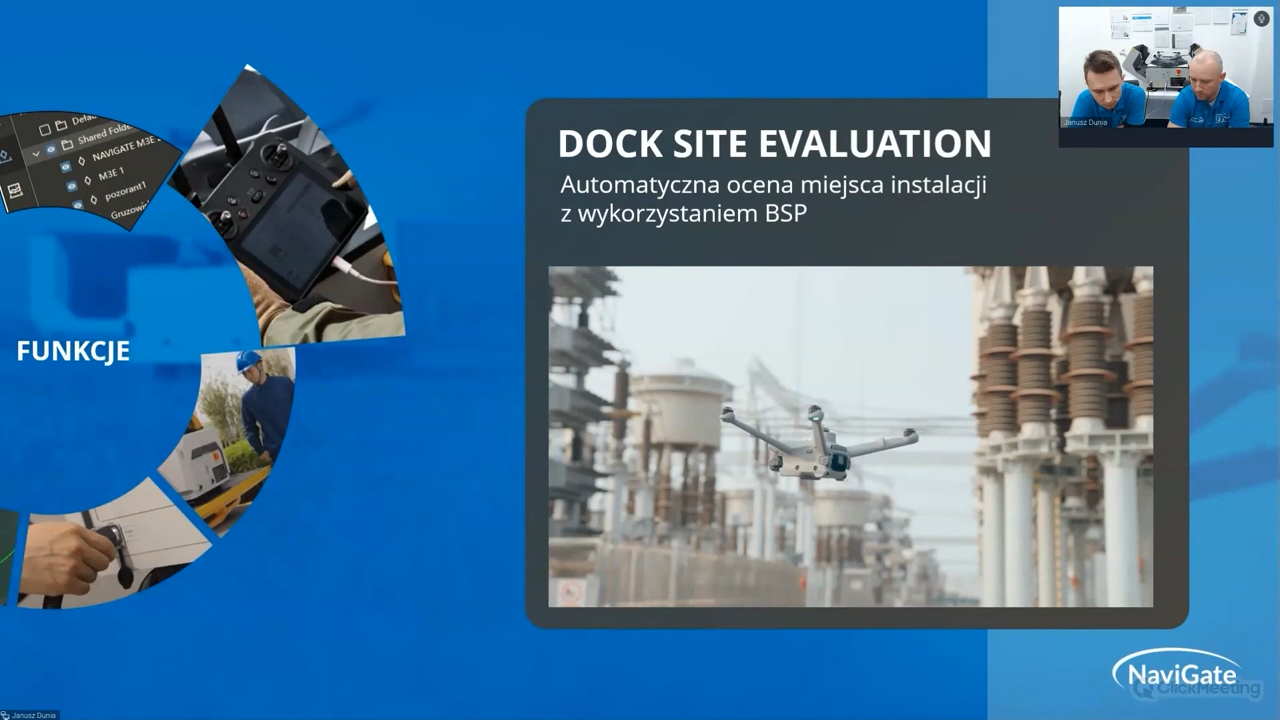 Shared Folde
NAVIGATE M3E
M3E 1
pozorant1
Gruzowi
FUNKCJE
DOCK SITE EVALUATION
Automatyczna ocena miejsca instalacji
z wykorzystaniem BSP
Janusz Dunia
NaviGate
ClickMeeting
Janusz Dunia